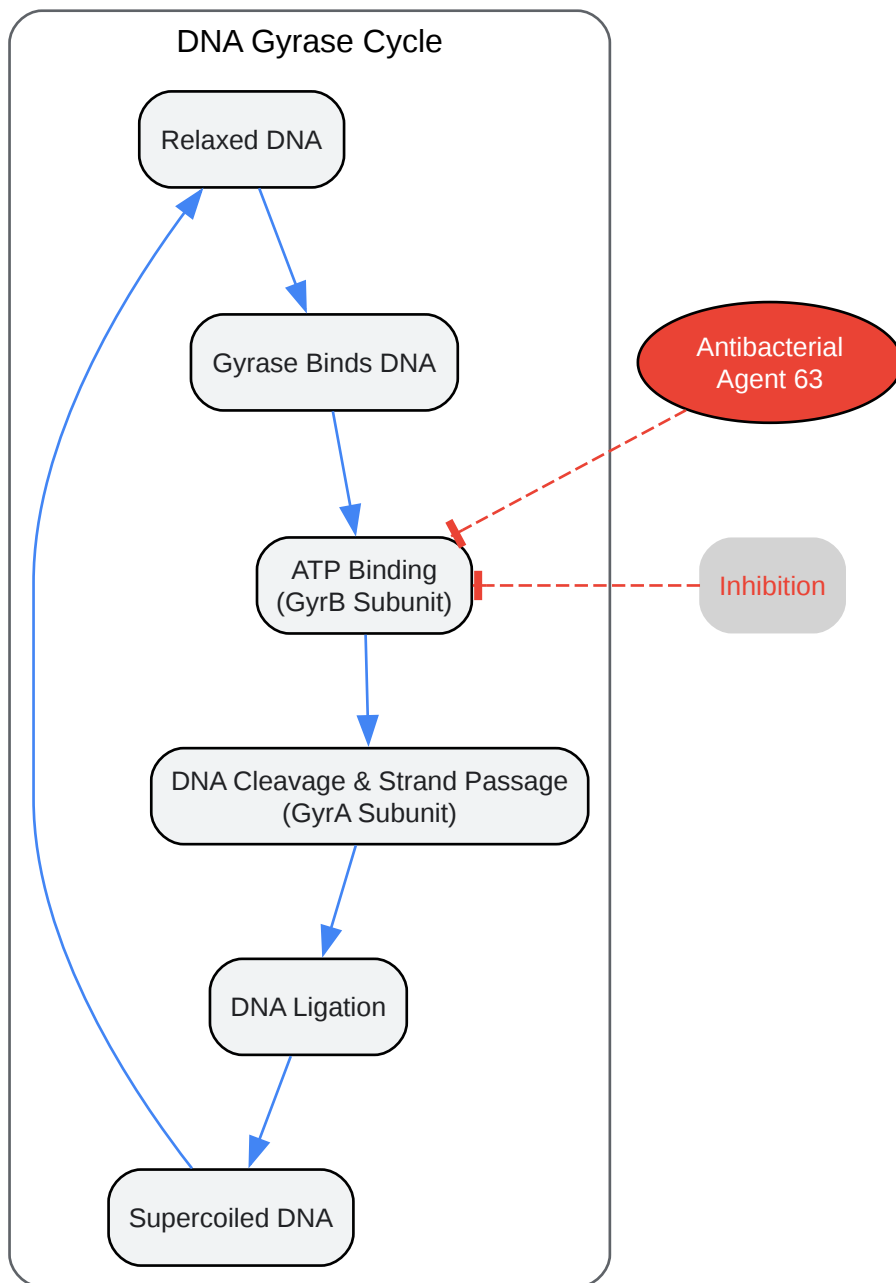 DNA Gyrase Cycle
Relaxed DNA
Gyrase Binds DNA
Antibacterial
Agent 63
ATP Binding
(GyrB Subunit)
Inhibition
DNA Cleavage & Strand Passage
(GyrA Subunit)
DNA Ligation
Supercoiled DNA